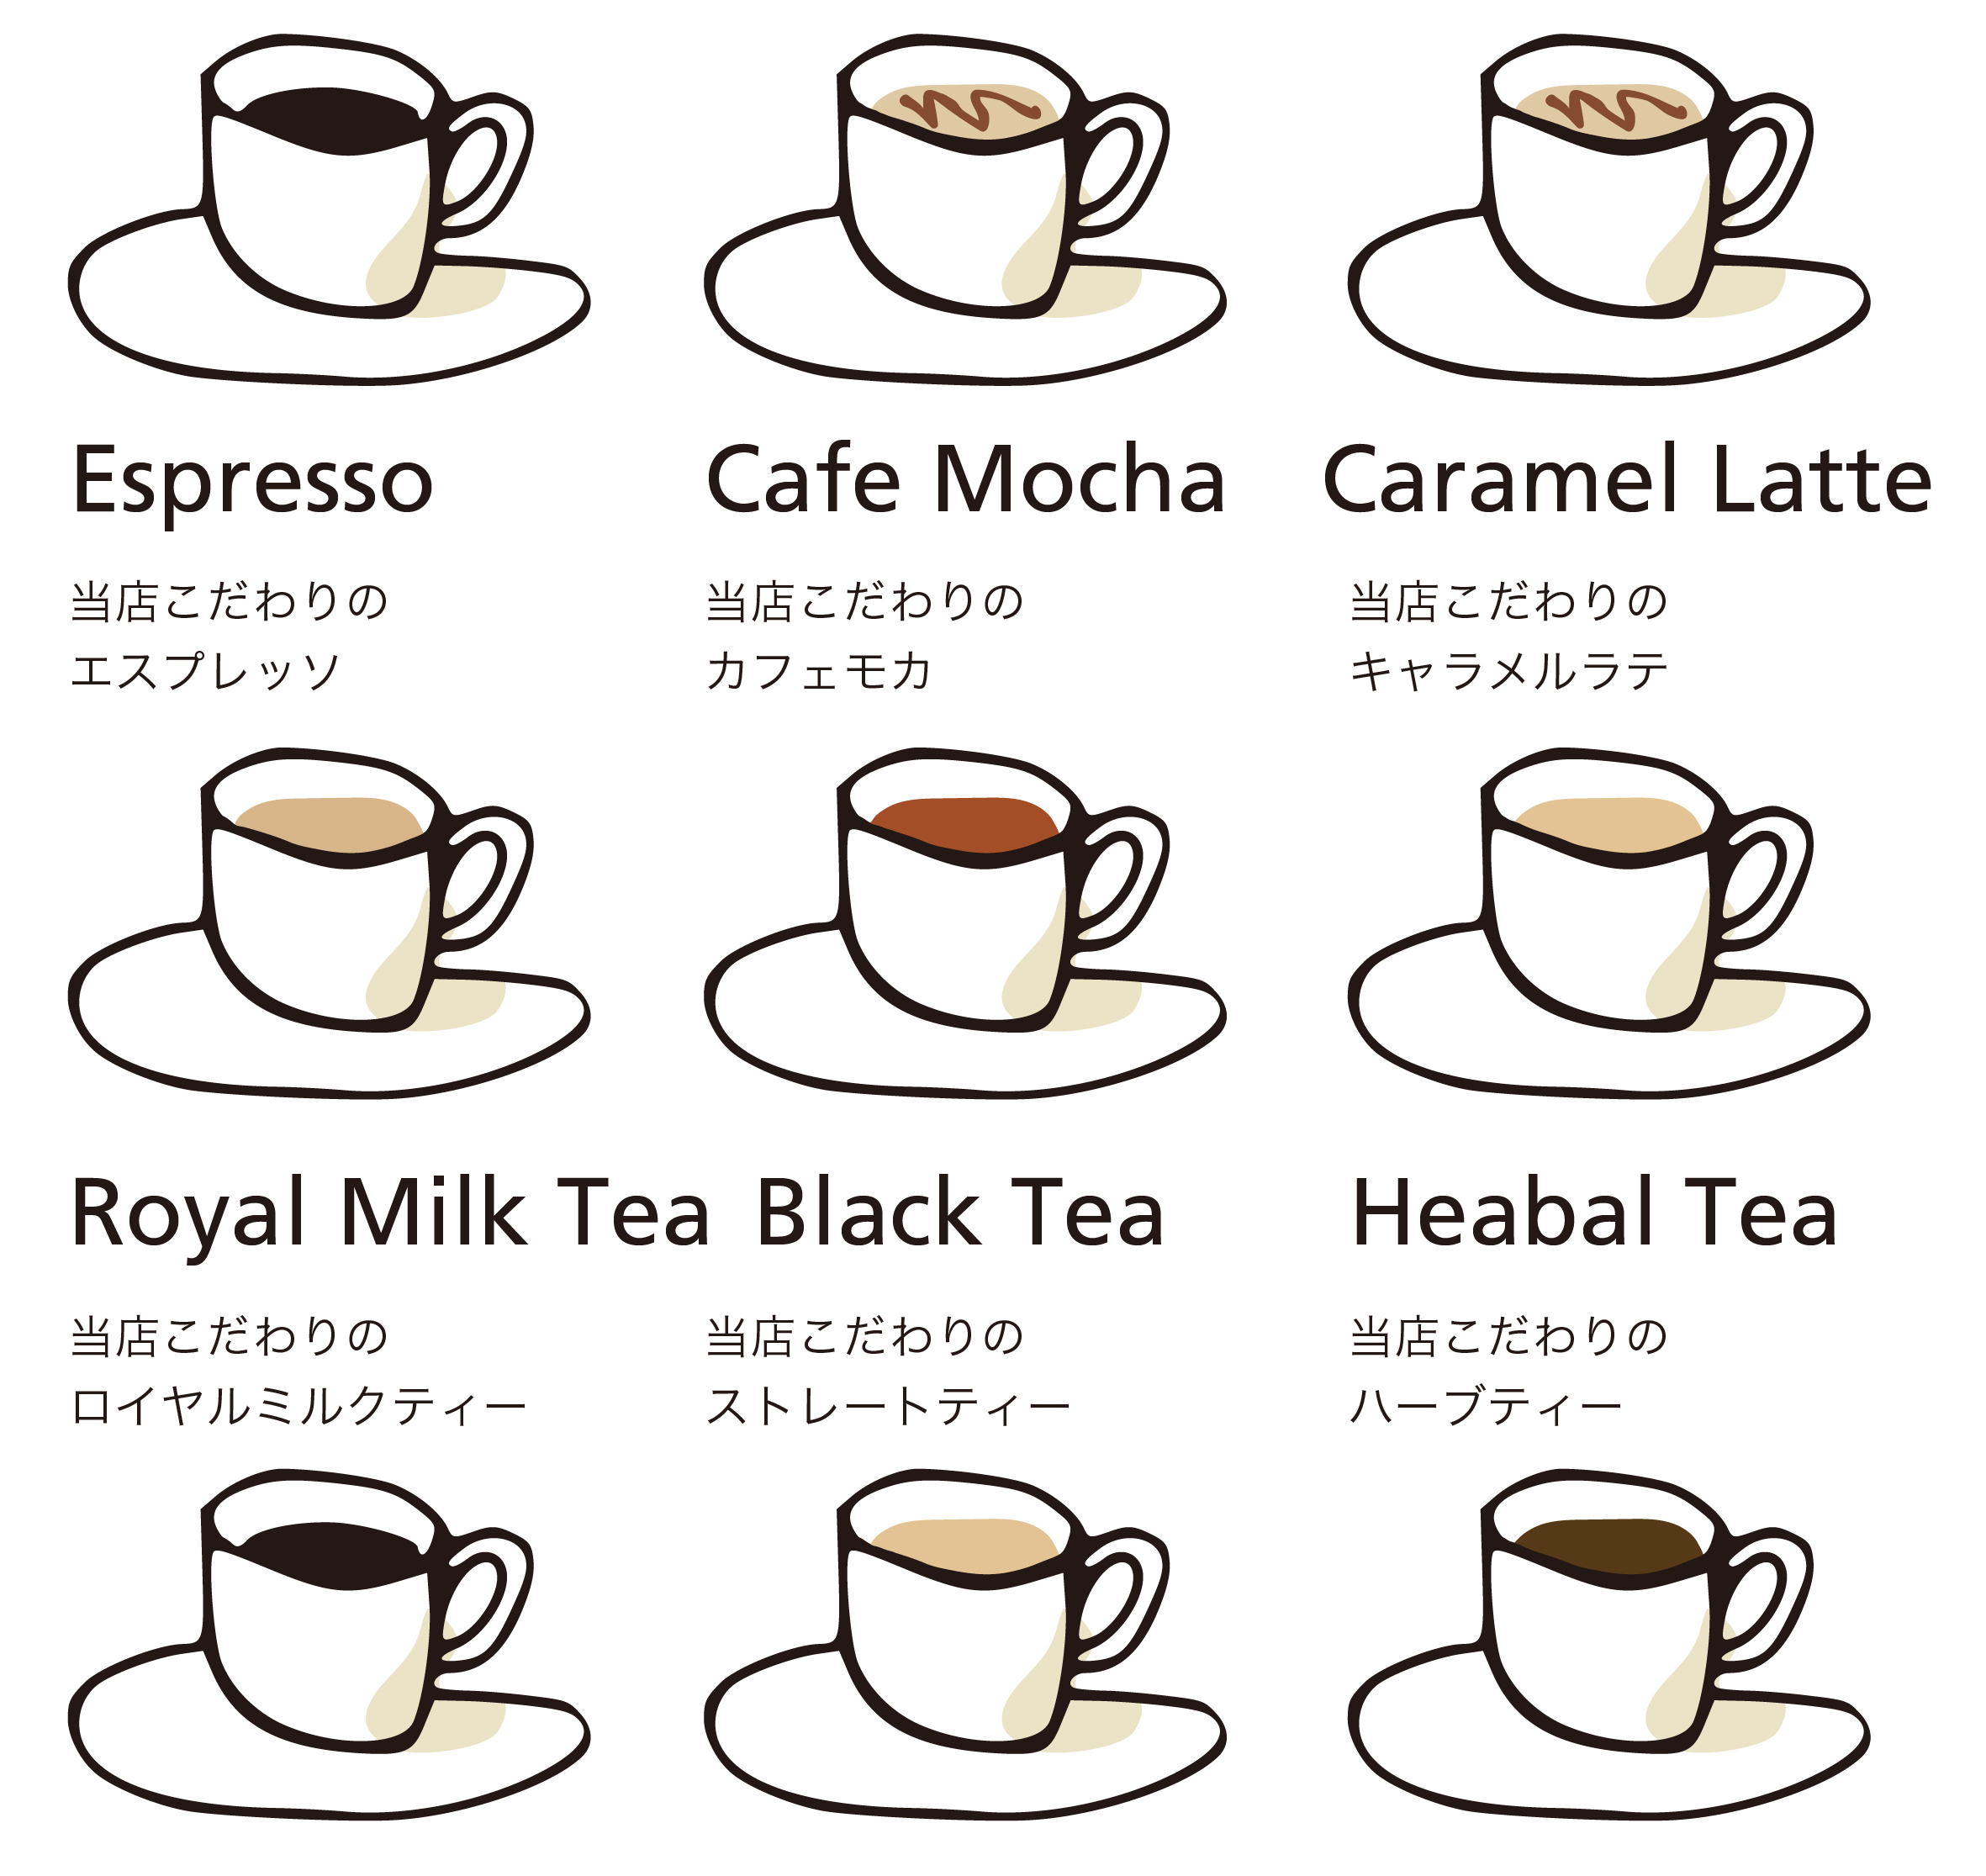 Espresso
当店こだわりの
エスプレッソ
Cafe Mocha
当店こだわりの
カフェモカ
Caramel Latte
当店こだわりの
キャラメルラテ
Royal Milk Tea
当店こだわりの
ロイヤルミルクティー
Black Tea
当店こだわりの
ストレートティー
Heabal Tea
当店こだわりの
ハーブティー